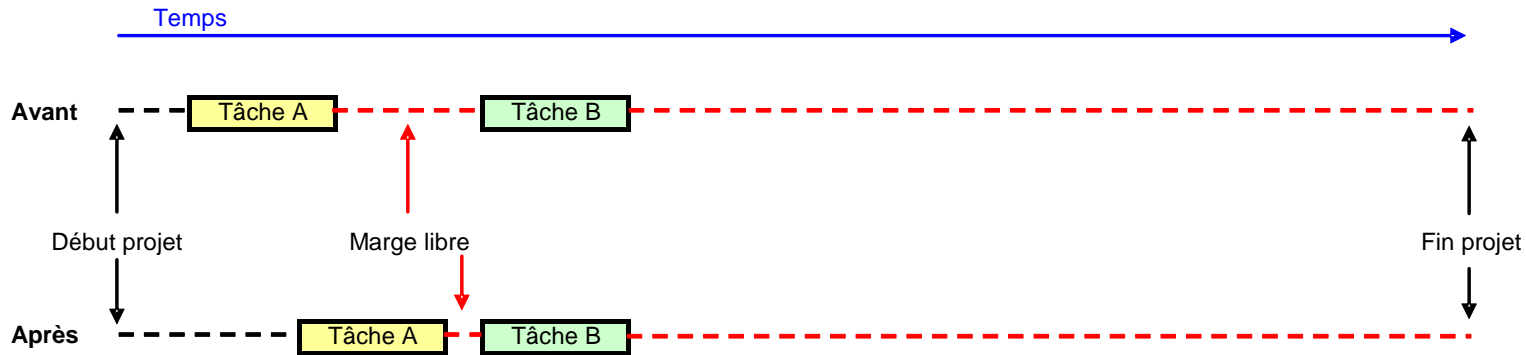 Temps
Avant Tâche A Tâche B
Début projet Marge libre Fin projet
Après Tâche A Tâche B